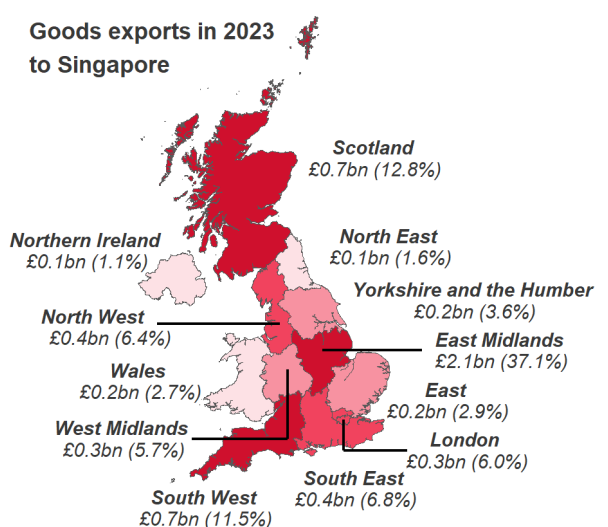 Goods exports in 2023
to Singapore
Scotland
£0.7bn (12.8%)
Northern Ireland
£0.1bn (1.1%)
North East
£0.1bn (1.6%)
Yorkshire and the Humber
£0.2bn (3.6%)
North West
£0.4bn (6.4%)
East Midlands
£2.1bn (37.1%)
Wales
£0.2bn (2.7%)
East
£0.2bn (2.9%)
West Midlands
£0.3bn (5.7%)
London
£0.3bn (6.0%)
South East
£0.4bn (6.8%)
South West
£0.7bn (11.5%)